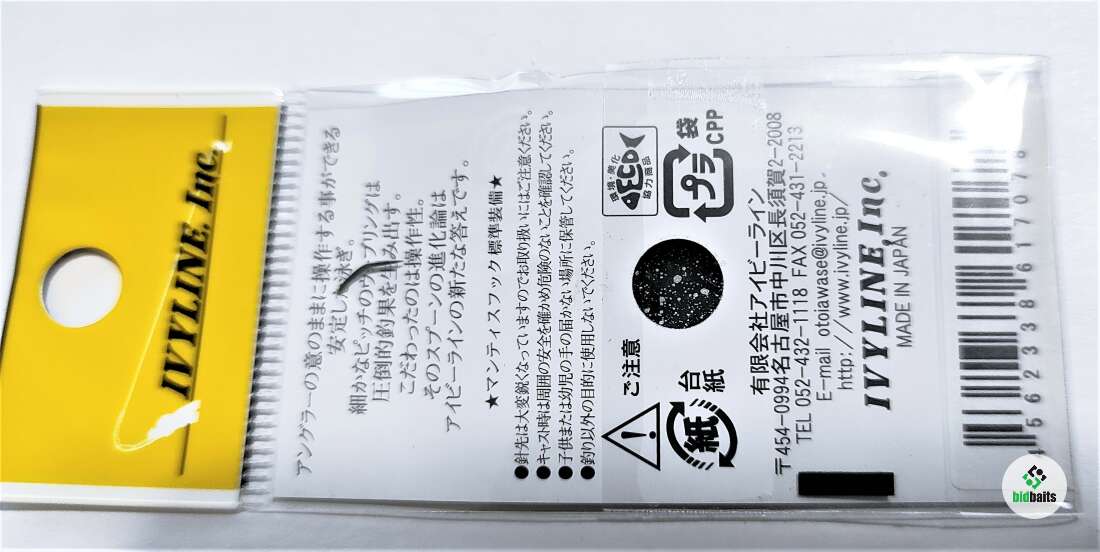 IVYLINE, Inc.
アングラーの意のままに操作する事ができる
安定した泳ぎ。
細かなピッチのウォブリングは
圧倒的釣果を生み出す。
こだわったのは操作性。
そのスプーンの進化論は
アイビーラインの新たな答えです。
★マンティスフック標準装備★
●針先は大変鋭くなっていますのでお取り扱いにはご注意ください。
●キャスト時は周囲の安全を確かめ危険のないことを確認してください。
●子供または幼児の手の届かない場所に保管してください。
●釣り以外の目的に使用しないでください。
ご注意
環境・美化
ECO
協力商品
プラ
袋
CPP
紙
台紙
有限会社アイビーライン
〒454-0994名古屋市中川区長須賀2-2008
TEL 052-432-1118 FAX 052-431-2213
E-mail otoiawase@ivyline.jp
http://www.ivyline.jp/
IVYLINE Inc.
MADE IN JAPAN
bidbaits